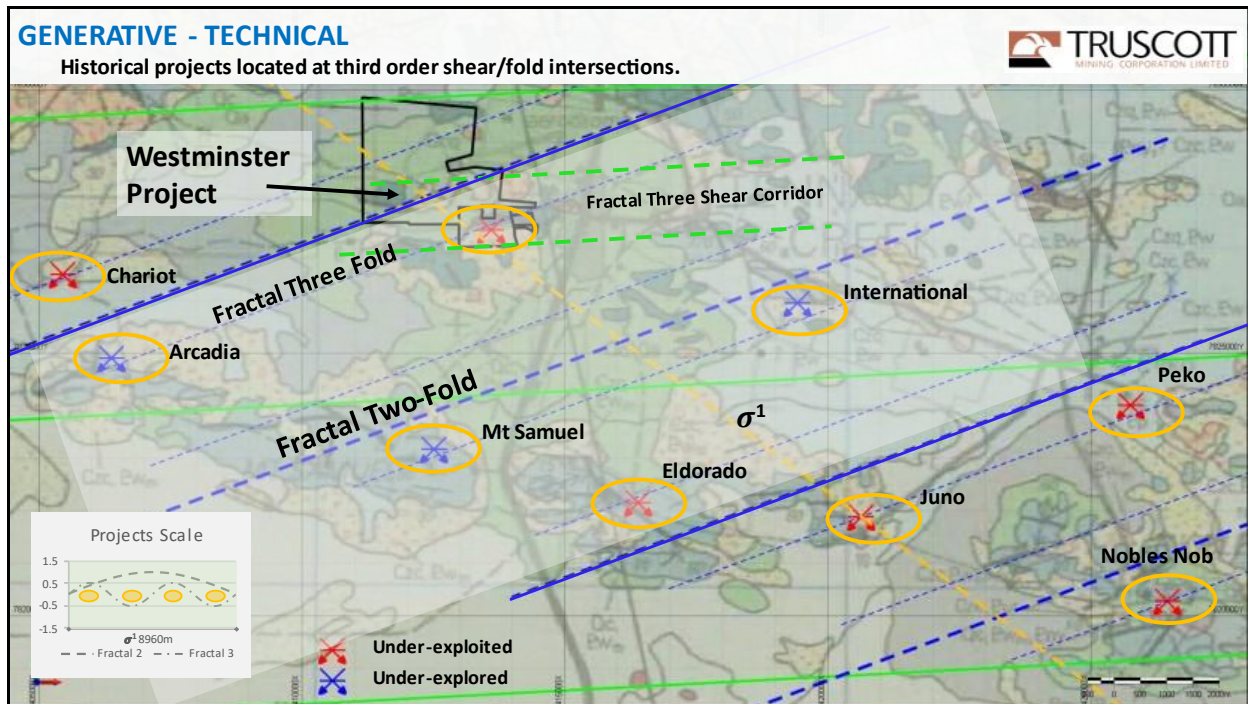 GENERATIVE - TECHNICAL
Historical projects located at third order shear/fold intersections.
TRUSCOTT
MINING CORPORATION LIMITED
Westminster
Project
Fractal Three Shear Corridor
Chariot
Fractal Three Fold
International
Arcadia
Peko
Fractal Two-Fold
σ¹
Mt Samuel
Eldorado
Juno
Nobles Nob
Projects Scale
1.5
0.5
-0.5
-1.5
σ¹ 8960m
Fractal 2
Fractal 3
Under-exploited
Under-explored